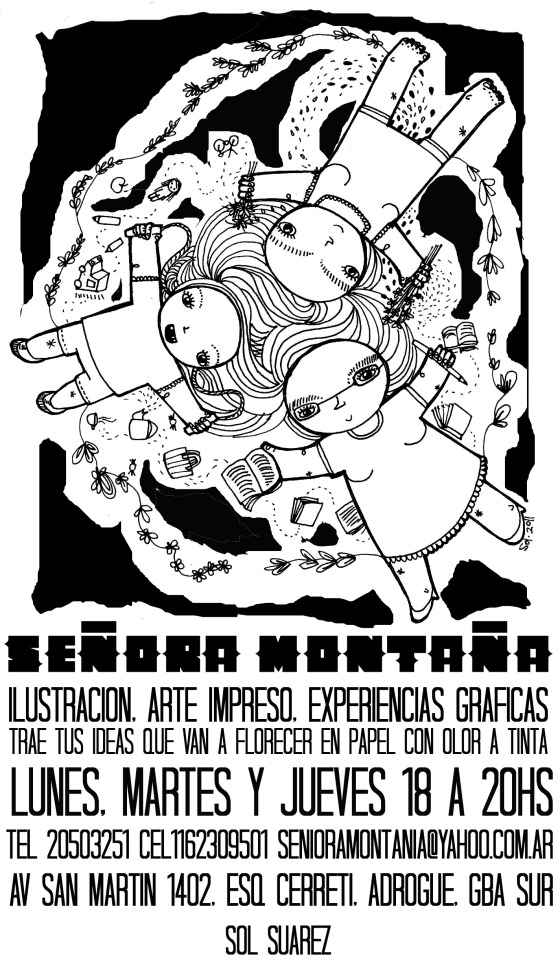 Sol. 2011
SEÑORA MONTAÑA
ILUSTRACION, ARTE IMPRESO, EXPERIENCIAS GRAFICAS
TRAE TUS IDEAS QUE VAN A FLORECER EN PAPEL CON OLOR A TINTA
LUNES, MARTES Y JUEVES 18 A 20HS
TEL 20503251 CEL1162309501 SENIORAMONTANIA@YAHOO.COM.AR
AV SAN MARTIN 1402, ESQ. CERRETI, ADROGUE, GBA SUR
SOL SUAREZ